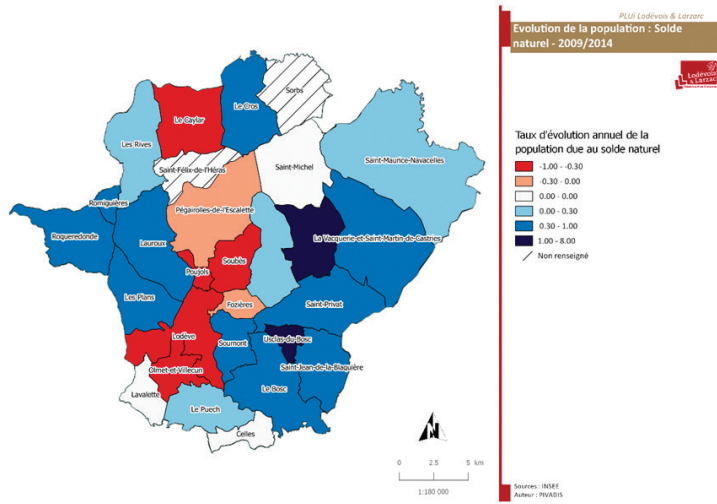 PLUi Lodévois & Larzarc
Evolution de la population : Solde
naturel - 2009/2014
Lodévois
& Larzac
Taux d'évolution annuel de la
population due au solde naturel
-1.00 - -0.30
-0.30 - 0.00
0.00 - 0.00
0.00 - 0.30
0.30 - 1.00
1.00 - 8.00
Non renseigné
Sorbs
Le Cros
Le Caylar
Les Rives
Saint-Michel
Saint-Maurice-Navacelles
Saint-Félix-de-l'Héras
Romiguières
Pégairolles-de-l'Escalette
Roqueredonde
Lauroux
La Vacquerie-et-Saint-Martin-de-Castries
Soubès
Poujols
Les Plans
Fozières
Saint-Privat
Lodève
Soumont
Usclas-du-Bosc
Olmet-et-Villecun
Saint-Jean-de-la-Blaquière
Le Bosc
Lavalette
Le Puech
Celles
N
0 2.5 5 km
1:180 000
Sources : INSEE
Auteur : PIVADIS